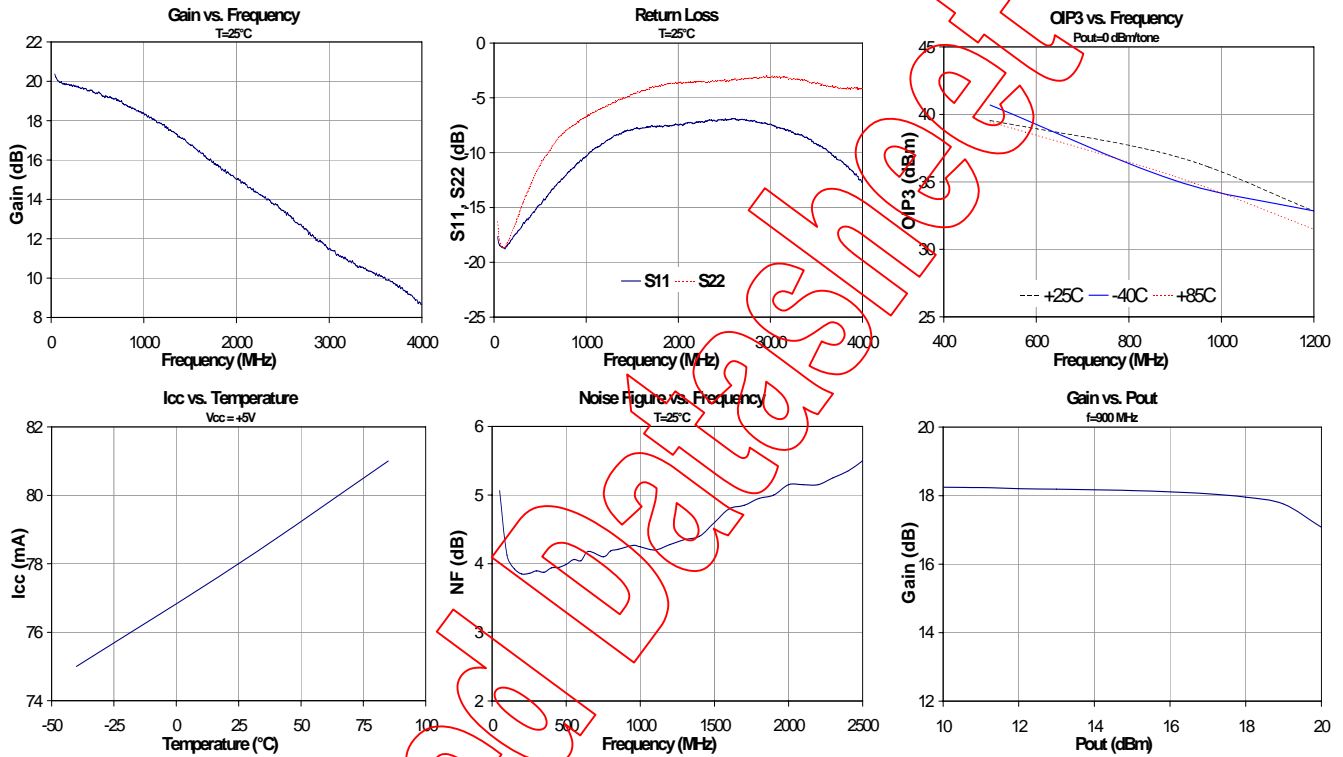 Gain vs. Frequency
T=25°C
22
20
18
16
14
12
10
8
Gain (dB)
0 1000 2000 3000 4000
Frequency (MHz)
Return Loss
T=25°C
0
-5
-10
-15
-20
-25
S11, S22 (dB)
S11 S22
0 1000 2000 3000 4000
Frequency (MHz)
OIP3 vs. Frequency
Pout=0 dBm/tone
45
40
35
30
25
OIP3 (dBm)
+25C -40C +85C
400 600 800 1000 1200
Frequency (MHz)
Icc vs. Temperature
Vcc = +5V
82
80
78
76
74
Icc (mA)
-50 -25 0 25 50 75 100
Temperature (°C)
Noise Figure vs. Frequency
T=25°C
6
5
4
3
2
NF (dB)
0 500 1000 1500 2000 2500
Frequency (MHz)
Gain vs. Pout
f=900 MHz
20
18
16
14
12
Gain (dB)
10 12 14 16 18 20
Pout (dBm)
d Datasheet